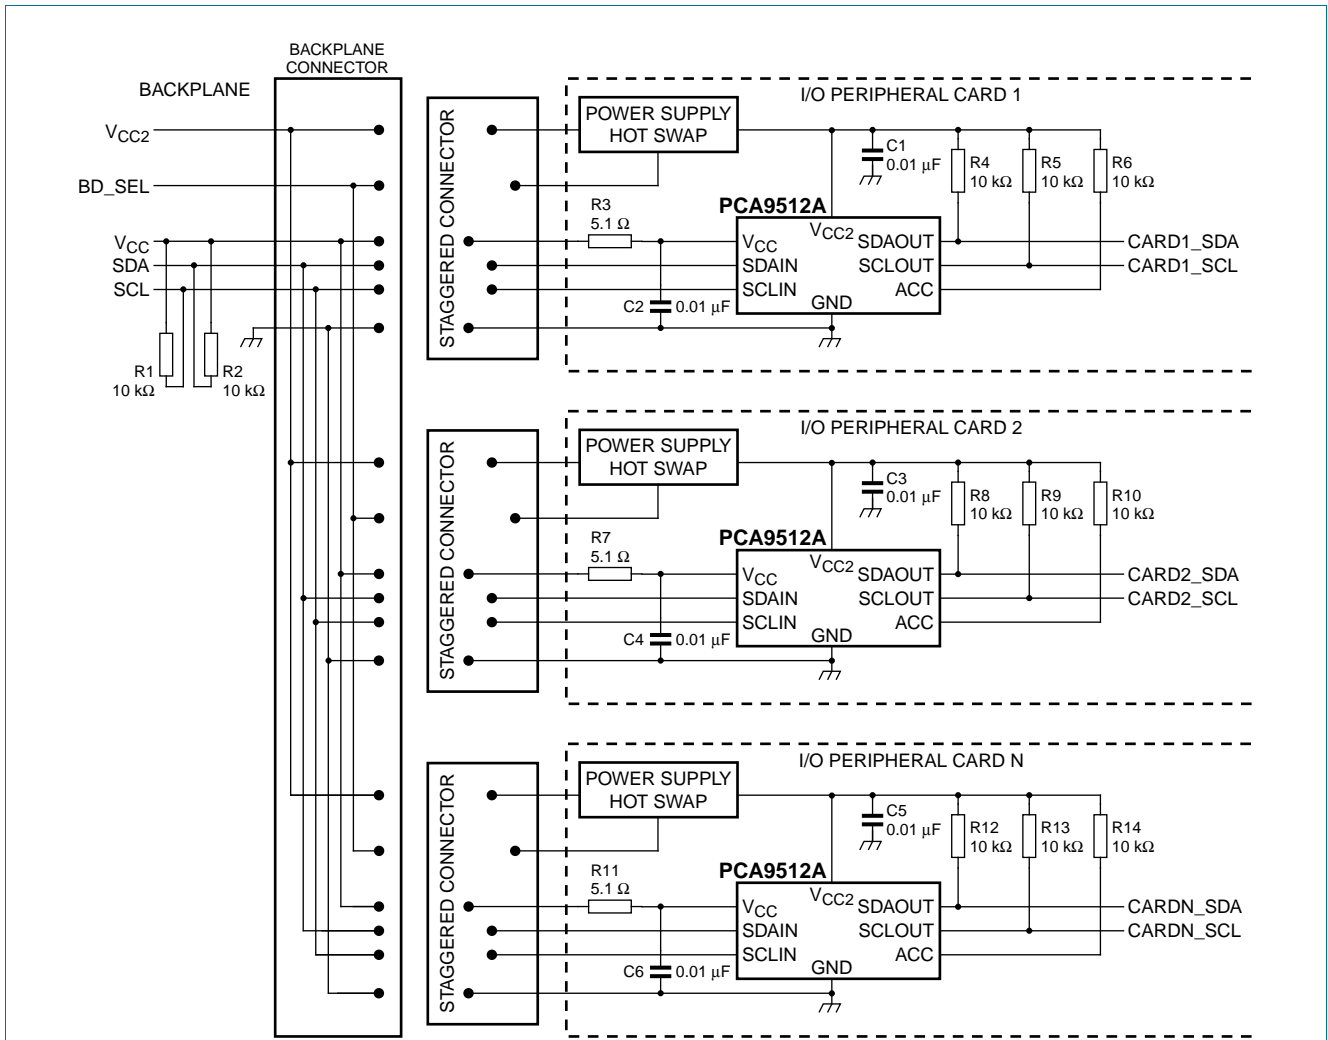 BACKPLANE
CONNECTOR
BACKPLANE
VCC2
BD_SEL
VCC
SDA
SCL
R1
10 kΩ
R2
10 kΩ
STAGGERED CONNECTOR
I/O PERIPHERAL CARD 1
POWER SUPPLY
HOT SWAP
C1
0.01 μF
R4
10 kΩ
R5
10 kΩ
R6
10 kΩ
R3
5.1 Ω
PCA9512A
VCC
VCC2
SDAOUT
CARD1_SDA
SDAIN
SCLOUT
CARD1_SCL
SCLIN
ACC
GND
C2
0.01 μF
STAGGERED CONNECTOR
I/O PERIPHERAL CARD 2
POWER SUPPLY
HOT SWAP
C3
0.01 μF
R8
10 kΩ
R9
10 kΩ
R10
10 kΩ
R7
5.1 Ω
PCA9512A
VCC
VCC2
SDAOUT
CARD2_SDA
SDAIN
SCLOUT
CARD2_SCL
SCLIN
ACC
GND
C4
0.01 μF
STAGGERED CONNECTOR
I/O PERIPHERAL CARD N
POWER SUPPLY
HOT SWAP
C5
0.01 μF
R12
10 kΩ
R13
10 kΩ
R14
10 kΩ
R11
5.1 Ω
PCA9512A
VCC
VCC2
SDAOUT
CARDN_SDA
SDAIN
SCLOUT
CARDN_SCL
SCLIN
ACC
GND
C6
0.01 μF